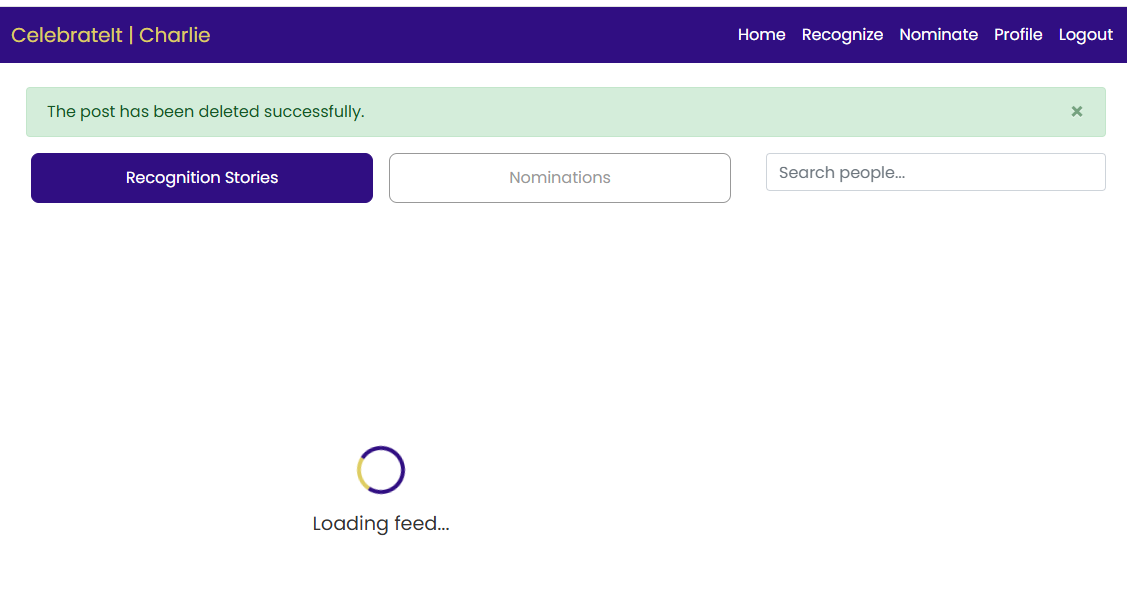 CelebrateIt | Charlie
Home Recognize Nominate Profile Logout
The post has been deleted successfully. ×
Recognition Stories
Nominations
Search people...
Loading feed...